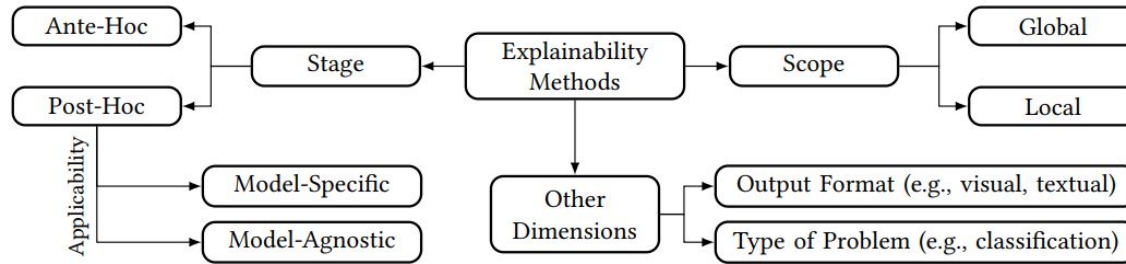 Ante-Hoc
Post-Hoc
Stage
Explainability
Methods
Scope
Global
Local
Applicability
Model-Specific
Model-Agnostic
Other
Dimensions
Output Format (e.g., visual, textual)
Type of Problem (e.g., classification)